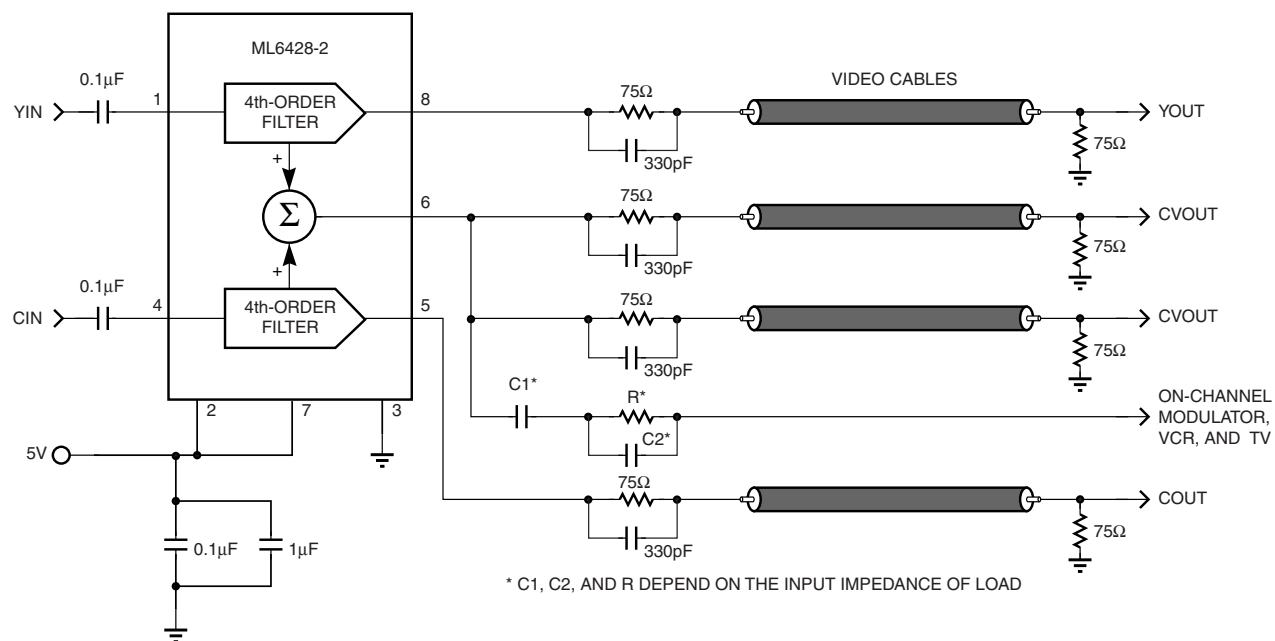 ML6428-2
0.1µF
YIN
1
4th-ORDER
FILTER
8
75Ω
330pF
VIDEO CABLES
75Ω
YOUT
+
Σ
+
6
75Ω
330pF
75Ω
CVOUT
0.1µF
CIN
4
4th-ORDER
FILTER
5
75Ω
330pF
75Ω
CVOUT
C1*
R*
C2*
ON-CHANNEL
MODULATOR,
VCR, AND TV
2
7
3
5V
75Ω
330pF
75Ω
COUT
0.1µF
1µF
* C1, C2, AND R DEPEND ON THE INPUT IMPEDANCE OF LOAD